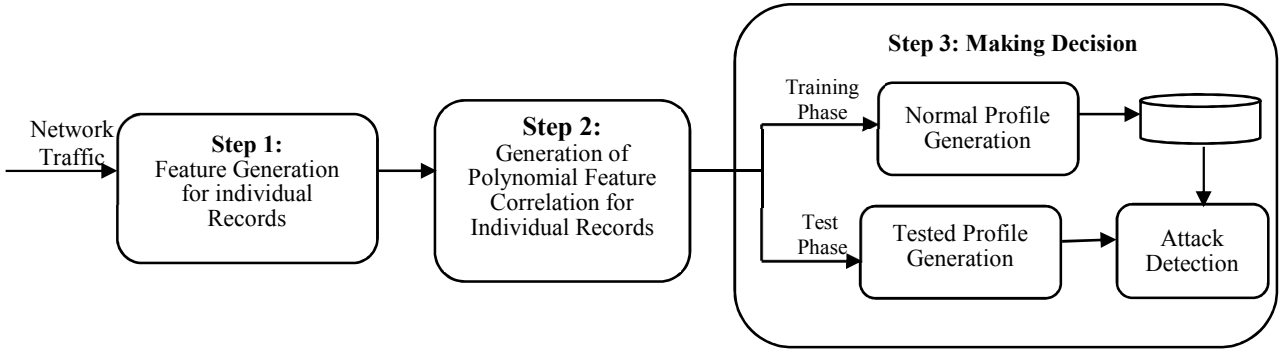 Network
Traffic
Step 1:
Feature Generation
for individual
Records
Step 2:
Generation of
Polynomial Feature
Correlation for
Individual Records
Step 3: Making Decision
Training
Phase
Normal Profile
Generation
Test
Phase
Tested Profile
Generation
Attack
Detection